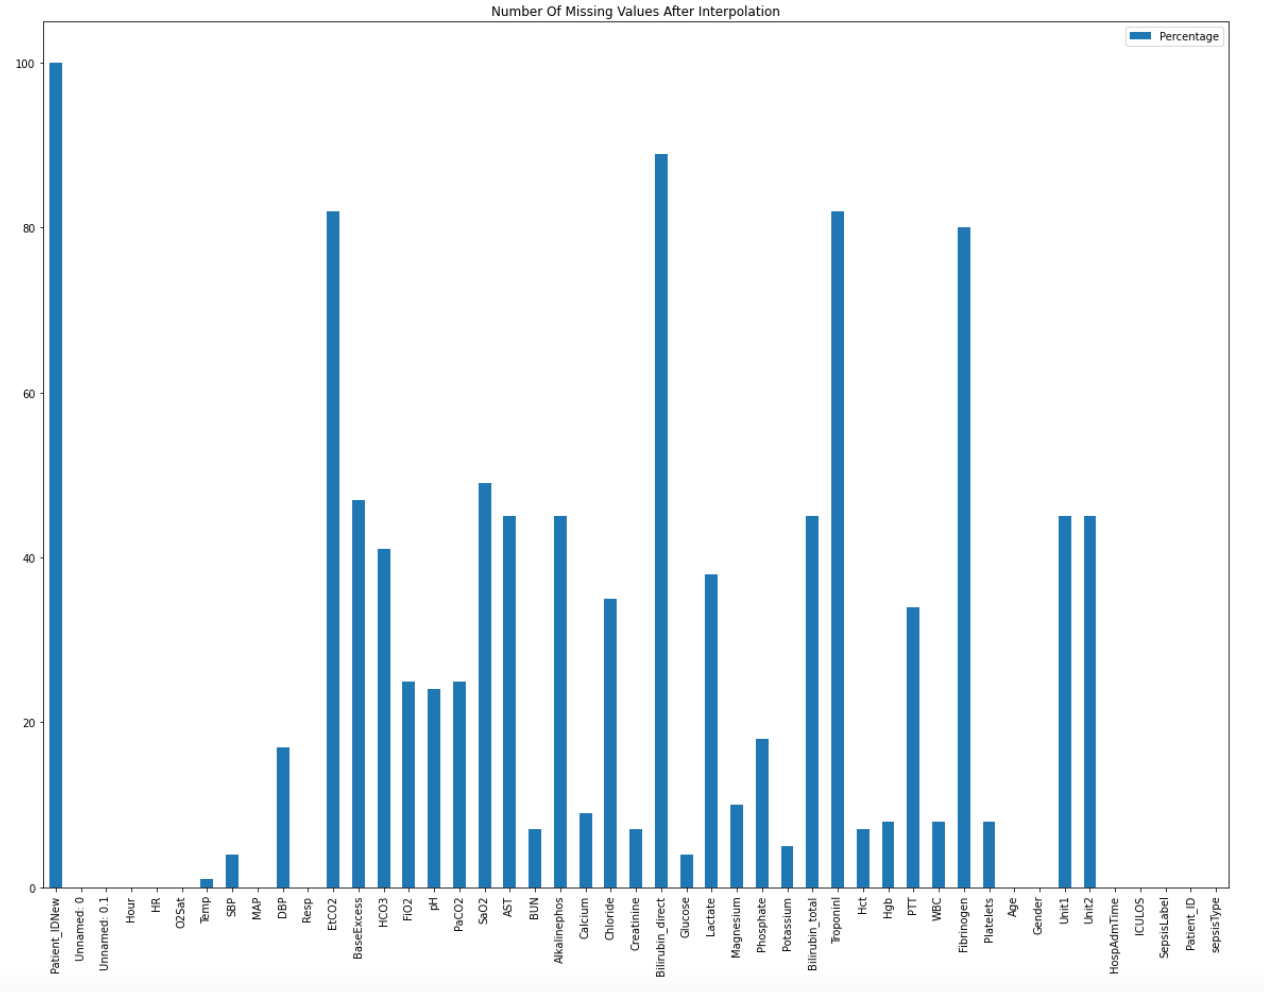 Number Of Missing Values After Interpolation
Percentage
100
80
60
40
20
0
Patient_IDNew
Unnamed: 0
Unnamed: 0.1
Hour
HR
O2Sat
Temp
SBP
MAP
DBP
Resp
EtCO2
BaseExcess
HCO3
FiO2
pH
PaCO2
SaO2
AST
BUN
Alkalinephos
Calcium
Chloride
Creatinine
Bilirubin_direct
Glucose
Lactate
Magnesium
Phosphate
Potassium
Bilirubin_total
TroponinI
Hct
Hgb
PTT
WBC
Fibrinogen
Platelets
Age
Gender
Unit1
Unit2
HospAdmTime
ICULOS
SepsisLabel
Patient_ID
sepsisType